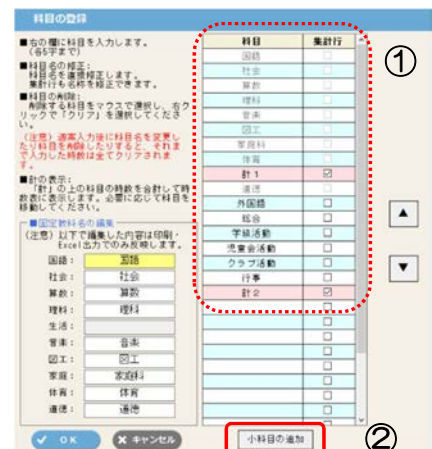 科目の登録
■右の欄に科目を入力します。
（各5字まで）
■科目名の修正：
科目名を直接修正します。
集計行も名称を修正できます。
■科目の削除：
削除する科目をマウスで選択し、右ク
リックで「クリア」を選択してくださ
い。
（注意）週案入力後に科目名を変更し
たり科目を削除したりすると、それま
で入力した時数は全てクリアされま
す。
■計の表示：
「計」の上の科目の時数を合計して時
数表に表示します。必要に応じて科目を
移動してください。
■固定教科名の編集
（注意）以下で編集した内容は印刷・
Excel出力でのみ反映します。
国語： 国語
社会： 社会
算数： 算数
理科： 理科
生活：
音楽： 音楽
図工： 図工
家庭： 家庭科
体育： 体育
道徳： 道徳
OK キャンセル
科目 集計行
国語
社会
算数
理科
音楽
図工
家庭科
体育
計1
道徳
外国語
総合
学級活動
児童会活動
クラブ活動
行事
計2
①
▲
▼
小科目の追加
②